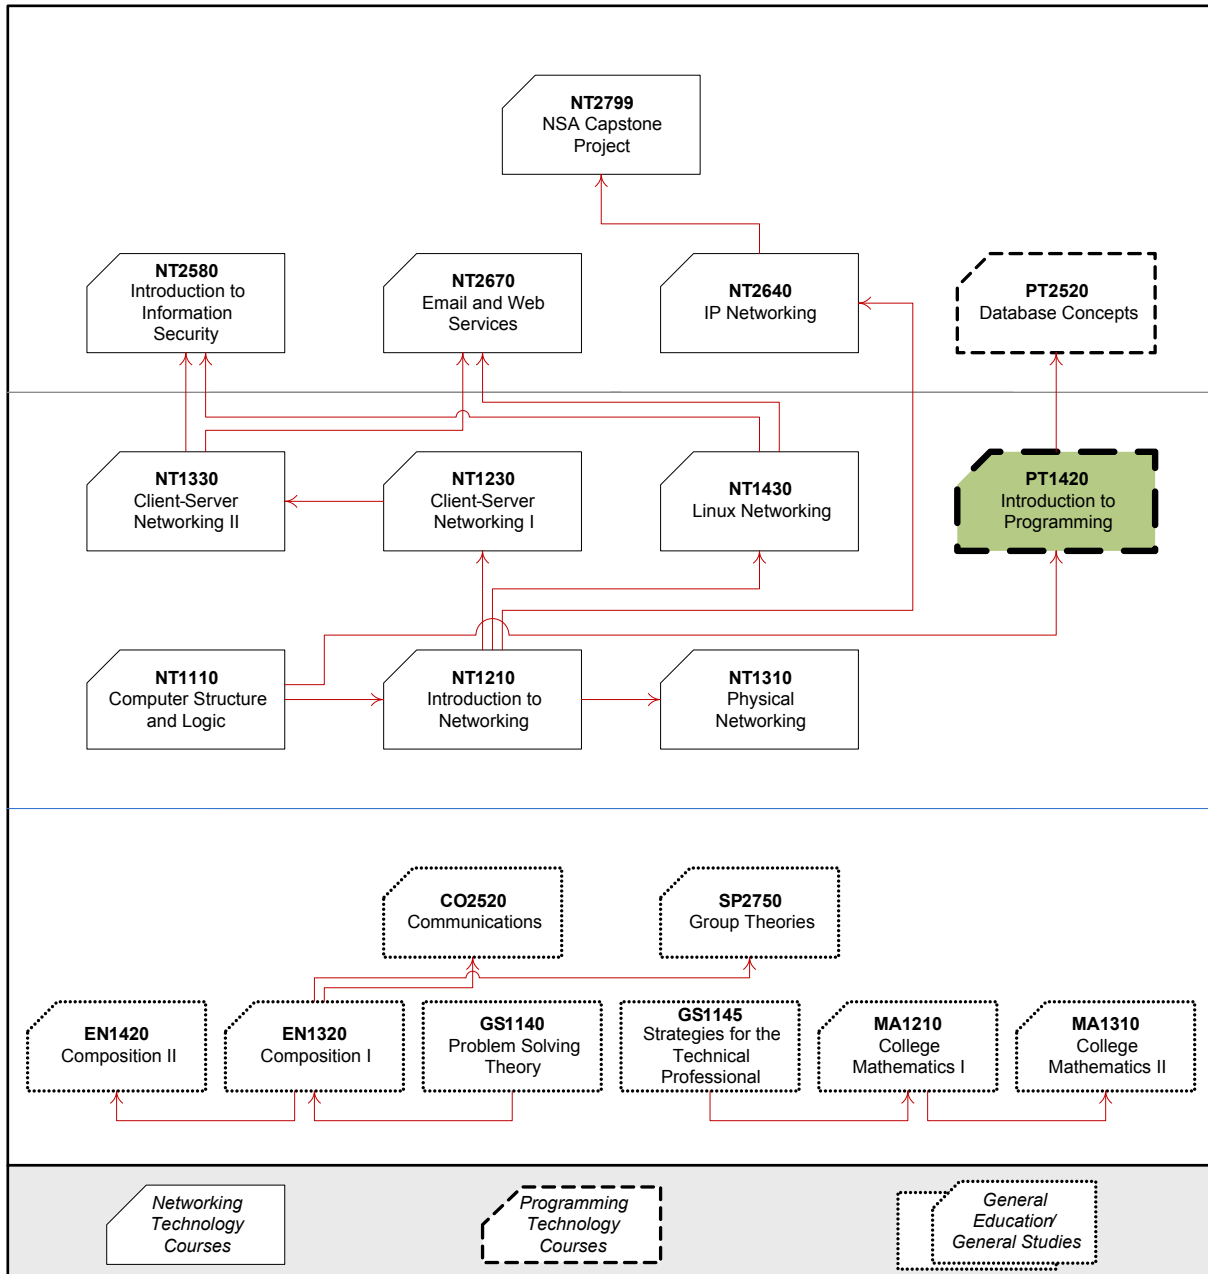 NT2799
NSA Capstone
Project
NT2580
Introduction to
Information
Security
NT2670
Email and Web
Services
NT2640
IP Networking
PT2520
Database Concepts
NT1330
Client-Server
Networking II
NT1230
Client-Server
Networking I
NT1430
Linux Networking
PT1420
Introduction to
Programming
NT1110
Computer Structure
and Logic
NT1210
Introduction to
Networking
NT1310
Physical
Networking
CO2520
Communications
SP2750
Group Theories
EN1420
Composition II
EN1320
Composition I
GS1140
Problem Solving
Theory
GS1145
Strategies for the
Technical
Professional
MA1210
College
Mathematics I
MA1310
College
Mathematics II
Networking
Technology
Courses
Programming
Technology
Courses
General
Education/
General Studies